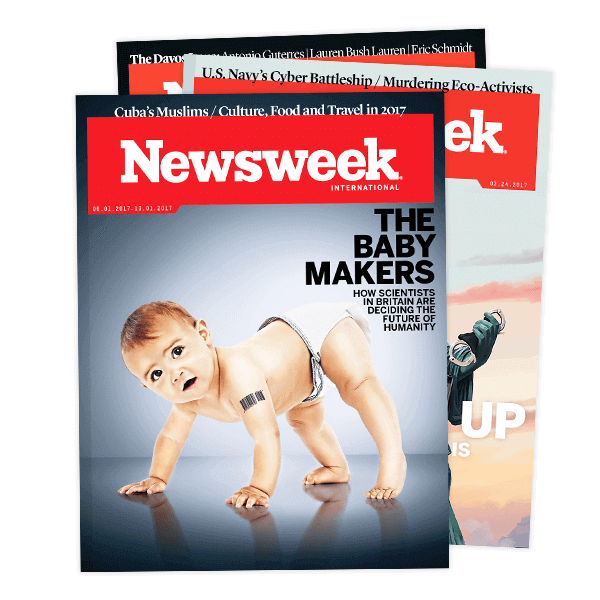 The Davos Issue: Antonio Guterres | Lauren Bush Lauren | Eric Schmidt
U.S. Navy's Cyber Battleship / Murdering Eco-Activists
ek
02.24.2017
Cuba's Muslims / Culture, Food and Travel in 2017
Newsweek
INTERNATIONAL
06.01.2017-13.01.2017
THE
BABY
MAKERS
HOW SCIENTISTS
IN BRITAIN ARE
DECIDING THE
FUTURE OF
HUMANITY
UP
NS